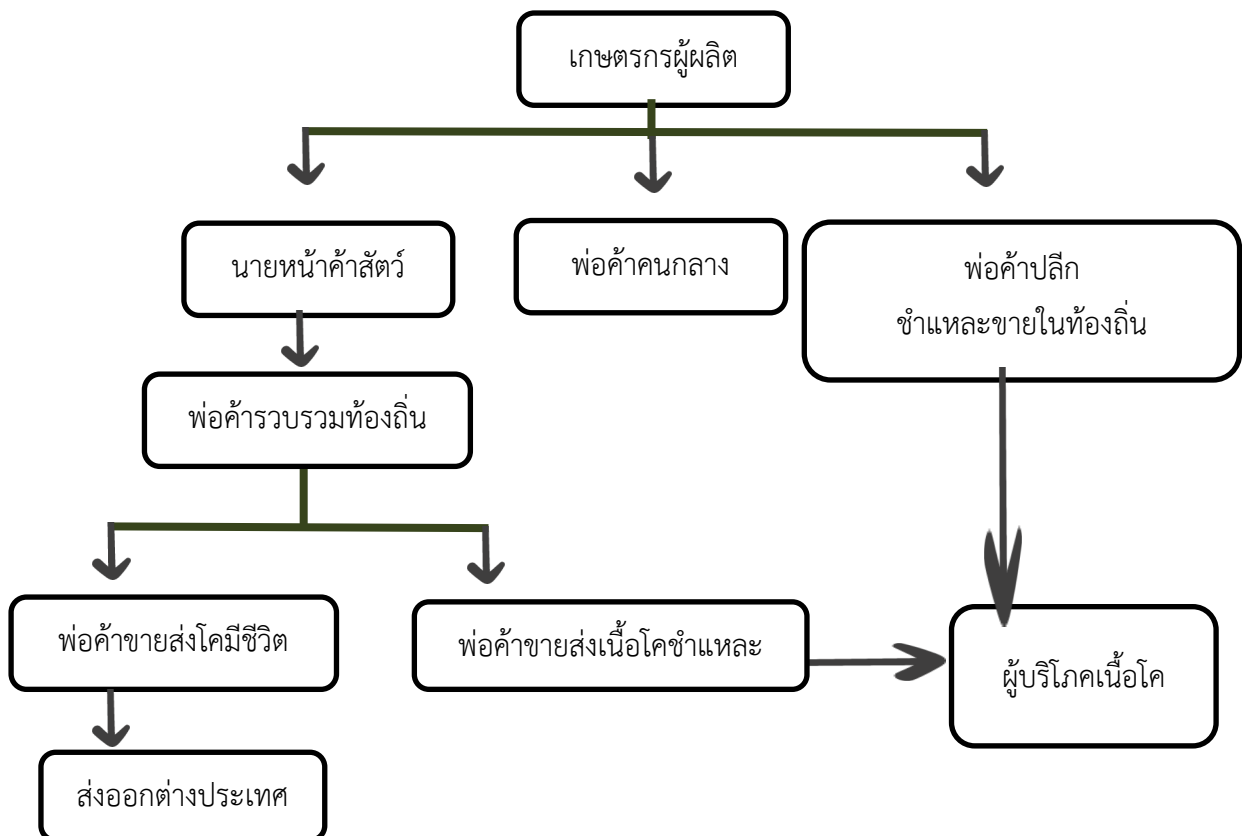 เกษตรกรผู้ผลิต
นายหน้าค้าสัตว์
พ่อค้าคนกลาง
พ่อค้าปลีก
ชำแหละขายในท้องถิ่น
พ่อค้ารวบรวมท้องถิ่น
พ่อค้าขายส่งโคมีชีวิต
พ่อค้าขายส่งเนื้อโคชำแหละ
ผู้บริโภคเนื้อโค
ส่งออกต่างประเทศ